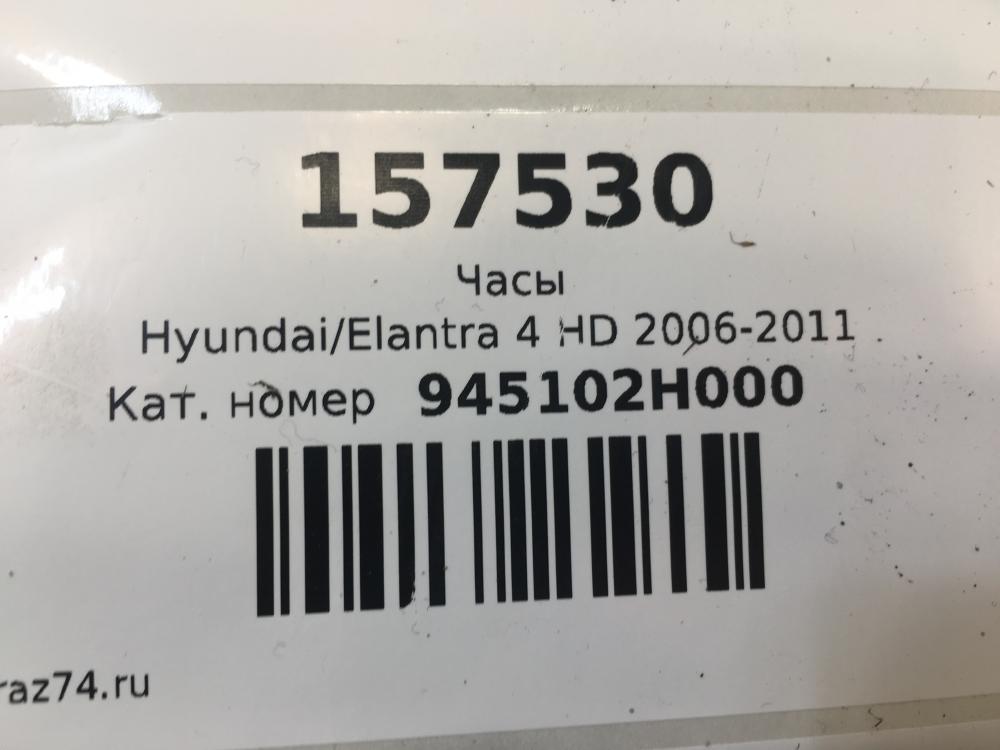 157530
Часы
Hyundai/Elantra 4 HD 2006-2011
Кат. номер 945102H000
raz74.ru